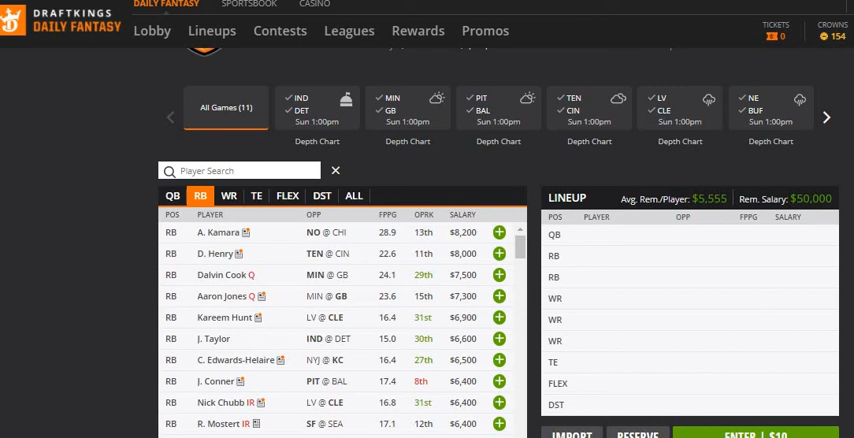 DRAFTKINGS
DAILY FANTASY
DAILY FANTASY SPORTSBOOK CASINO
Lobby Lineups Contests Leagues Rewards Promos
TICKETS CROWNS
0 154
All Games (11)
IND
DET
Sun 1:00pm
Depth Chart
MIN
GB
Sun 1:00pm
Depth Chart
PIT
BAL
Sun 1:00pm
Depth Chart
TEN
CIN
Sun 1:00pm
Depth Chart
LV
CLE
Sun 1:00pm
Depth Chart
NE
BUF
Sun 1:00pm
Depth Chart
Player Search
QB RB WR TE FLEX DST ALL
POS PLAYER OPP FPPG OPRK SALARY
RB A. Kamara NO @ CHI 28.9 13th $8,200
RB D. Henry TEN @ CIN 22.6 11th $8,000
RB Dalvin Cook Q MIN @ GB 24.1 29th $7,500
RB Aaron Jones Q MIN @ GB 23.6 15th $7,300
RB Kareem Hunt LV @ CLE 16.4 31st $6,900
RB J. Taylor IND @ DET 15.0 30th $6,600
RB C. Edwards-Helaire NYJ @ KC 16.4 27th $6,500
RB J. Conner PIT @ BAL 17.4 8th $6,400
RB Nick Chubb IR LV @ CLE 16.8 31st $6,400
RB R. Mostert IR SF @ SEA 17.1 12th $6,400
LINEUP Avg. Rem./Player: $5,555 Rem. Salary: $50,000
POS PLAYER OPP FPPG SALARY
QB
RB
RB
WR
WR
WR
TE
FLEX
DST
IMPORT RESERVE ENTER | $10